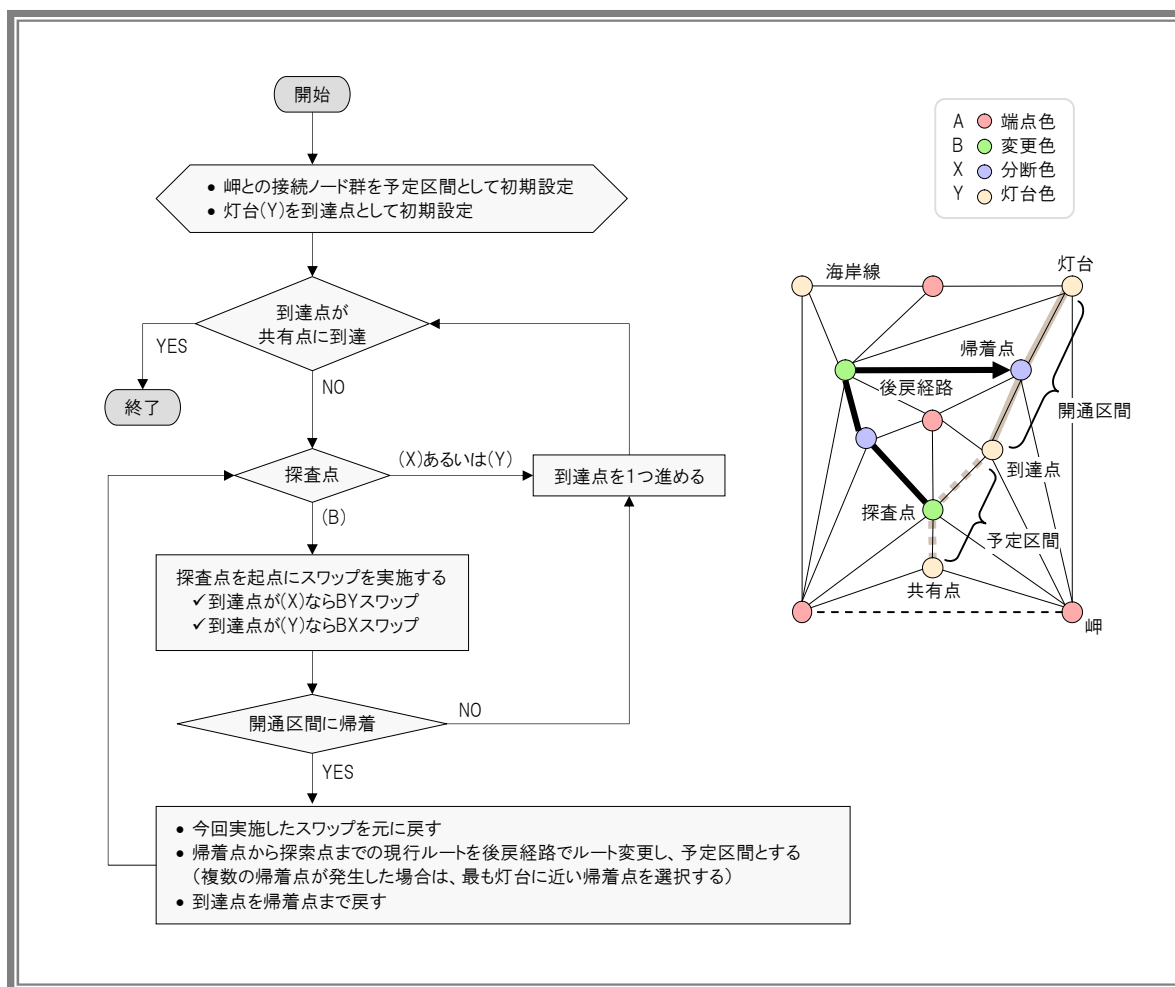 開始
• 岬との接続ノード群を予定区間として初期設定
• 灯台(Y)を到達点として初期設定
到達点が
共有点に到達
YES
終了
NO
探査点
(X)あるいは(Y)
到達点を1つ進める
(B)
探査点を起点にスワップを実施する
✓到達点が(X)ならBYスワップ
✓到達点が(Y)ならBXスワップ
開通区間に帰着
NO
YES
• 今回実施したスワップを元に戻す
• 帰着点から探索点までの現行ルートを後戻経路でルート変更し、予定区間とする
(複数の帰着点が発生した場合は、最も灯台に近い帰着点を選択する)
• 到達点を帰着点まで戻す
A 端点色
B 変更色
X 分断色
Y 灯台色
海岸線
灯台
帰着点
後戻経路
開通区間
到達点
探査点
予定区間
共有点
岬